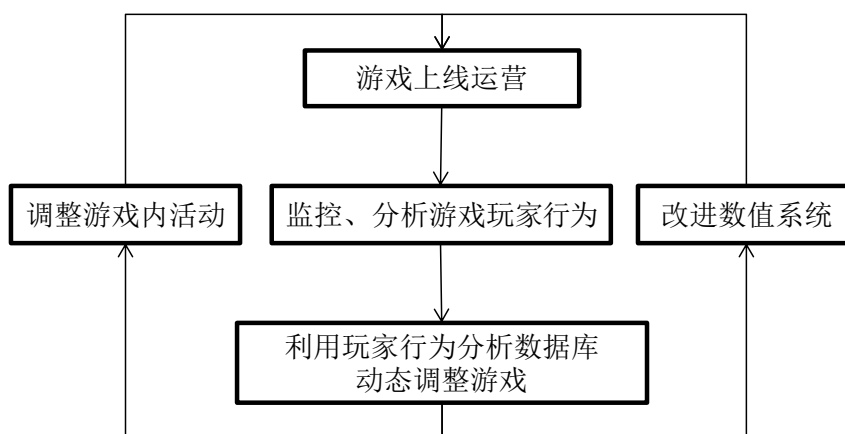 游戏上线运营
调整游戏内活动
监控、分析游戏玩家行为
改进数值系统
利用玩家行为分析数据库
动态调整游戏